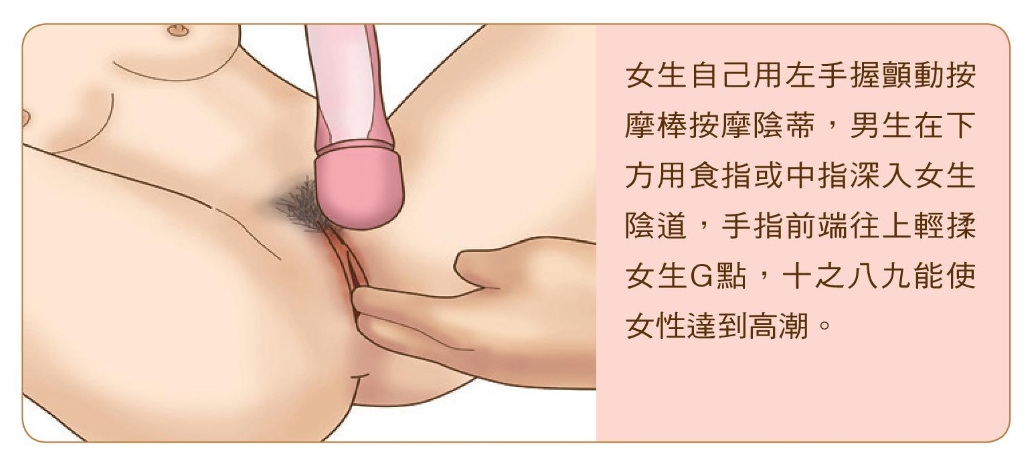 女生自己用左手握顫動按
摩棒按摩陰蒂，男生在下
方用食指或中指深入女生
陰道，手指前端往上輕揉
女生G點，十之八九能使
女性達到高潮。